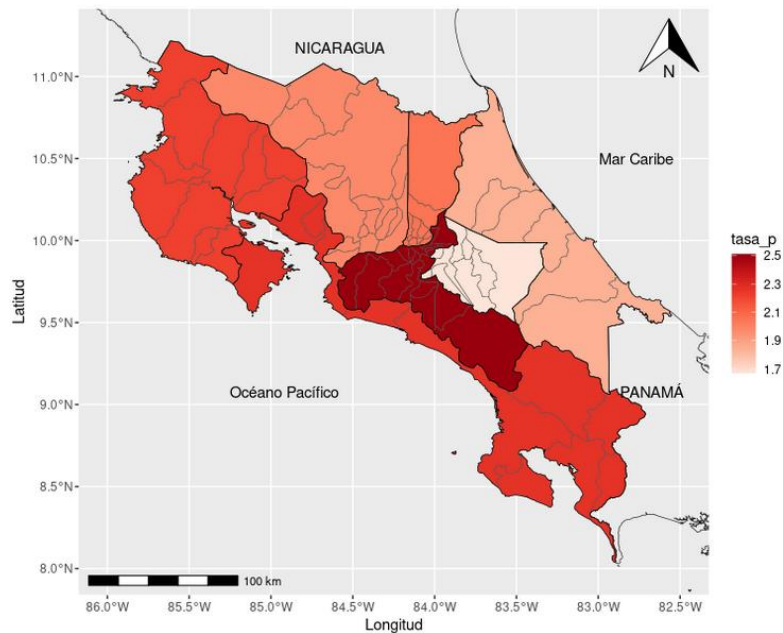 NICARAGUA
N
Mar Caribe
Océano Pacífico
PANAMÁ
100 km
11.0°N
10.5°N
10.0°N
9.5°N
9.0°N
8.5°N
8.0°N
Latitud
86.0°W 85.5°W 85.0°W 84.5°W 84.0°W 83.5°W 83.0°W 82.5°W
Longitud
tasa_p
2.5
2.3
2.1
1.9
1.7